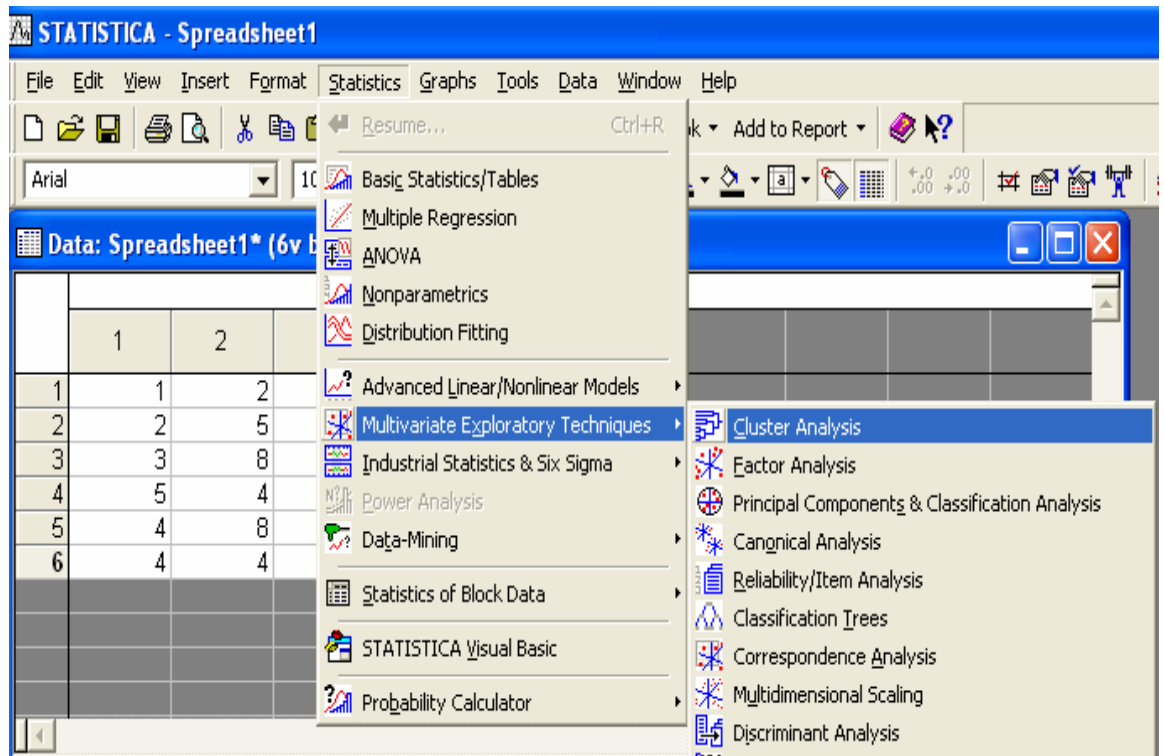 STATISTICA - Spreadsheet1
File Edit View Insert Format Statistics Graphs Tools Data Window Help
Resume... Ctrl+R
Add to Report
Arial
10
Data: Spreadsheet1* (6v b
Basic Statistics/Tables
Multiple Regression
ANOVA
Nonparametrics
Distribution Fitting
Advanced Linear/Nonlinear Models
Multivariate Exploratory Techniques
Industrial Statistics & Six Sigma
Power Analysis
Data-Mining
Statistics of Block Data
STATISTICA Visual Basic
Probability Calculator
Cluster Analysis
Factor Analysis
Principal Components & Classification Analysis
Canonical Analysis
Reliability/Item Analysis
Classification Trees
Correspondence Analysis
Multidimensional Scaling
Discriminant Analysis
1 2
1 1 2
2 2 5
3 3 8
4 5 4
5 4 8
6 4 4